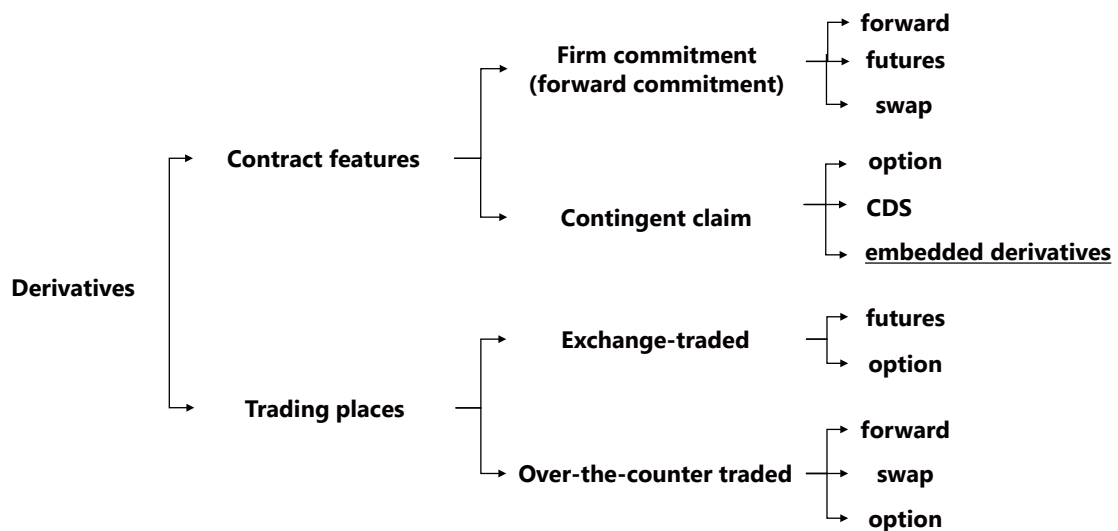 Derivatives
Contract features
Firm commitment
(forward commitment)
forward
futures
swap
Contingent claim
option
CDS
embedded derivatives
Trading places
Exchange-traded
futures
option
Over-the-counter traded
forward
swap
option